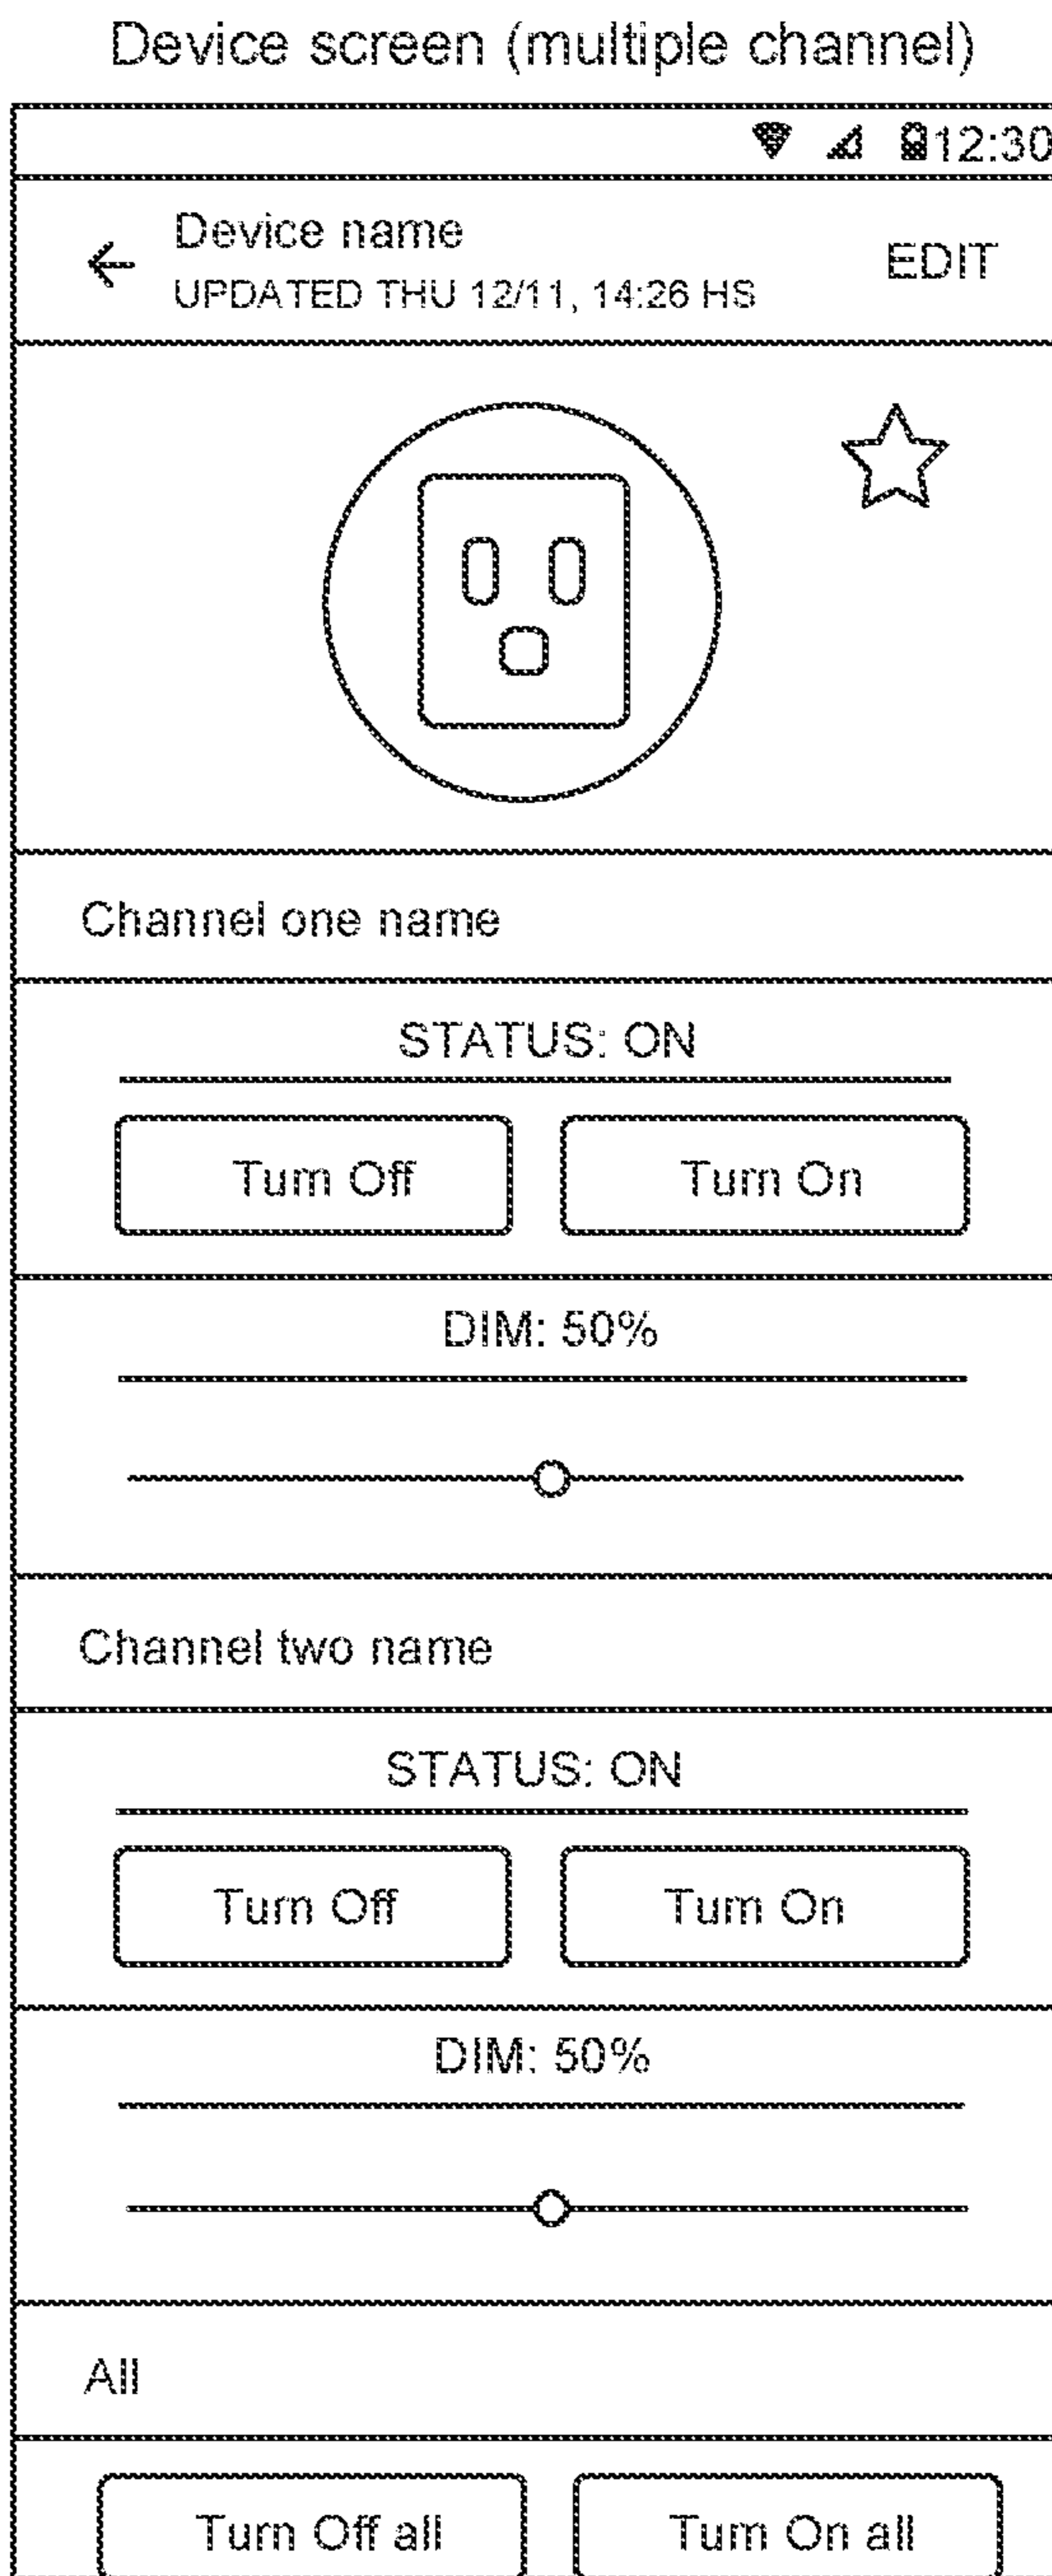 Device screen (multiple channel)
12:30
Device name
EDIT
UPDATED THU 12/11, 14:26 HS
Channel one name
STATUS: ON
Turn Off Turn On
DIM: 50%
Channel two name
STATUS: ON
Turn Off Turn On
DIM: 50%
All
Turn Off all Turn On all